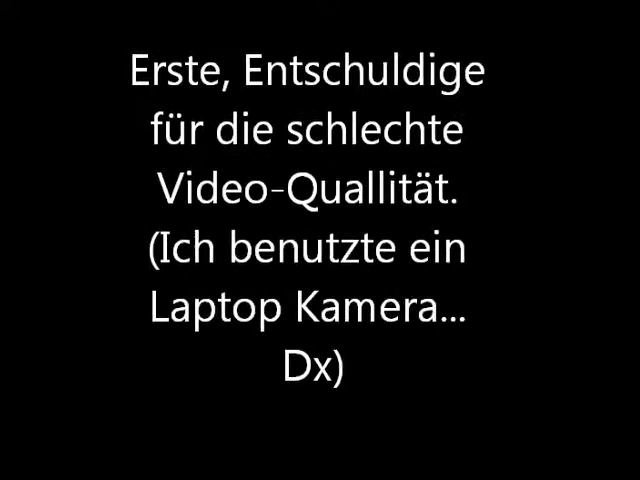 Erste, Entschuldige
für die schlechte
Video-Quallität.
(Ich benutzte ein
Laptop Kamera...
Dx)